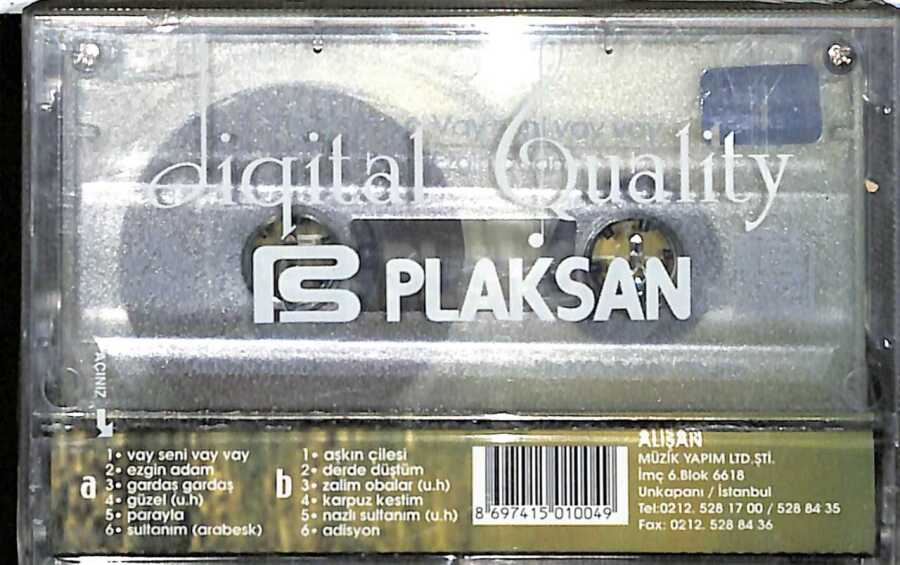 digital Quality
PLAKSAN
AÇINIZ
a
1• vay seni vay vay
2• ezgin adam
3• gardaş gardaş
4• güzel (u.h)
5• parayla
6• sultanım (arabesk)
b
1• aşkın çilesi
2• derde düştüm
3• zalim obalar (u.h)
4• karpuz kestim
5• nazlı sultanım (u.h)
6• adisyon
8 697415 010049
ALİŞAN
MÜZİK YAPIM LTD.ŞTİ.
İmç 6.Blok 6618
Unkapanı / İstanbul
Tel:0212. 528 17 00 / 528 84 35
Fax: 0212. 528 84 36